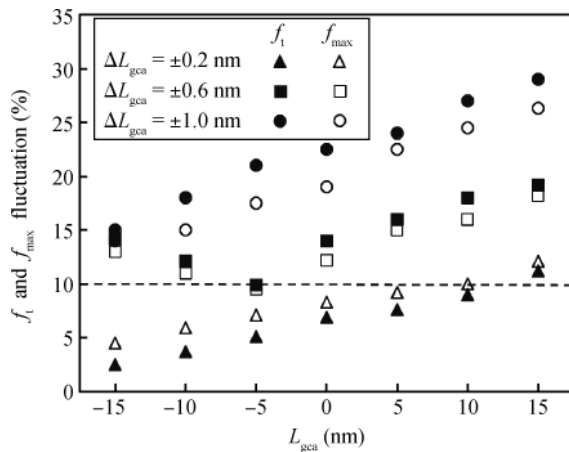 f_t f_max
ΔL_gca = ±0.2 nm ▲ △
ΔL_gca = ±0.6 nm ■ □
ΔL_gca = ±1.0 nm ● ○
35
30
25
20
15
10
5
0
f_t and f_max fluctuation (%)
−15 −10 −5 0 5 10 15
L_gca (nm)